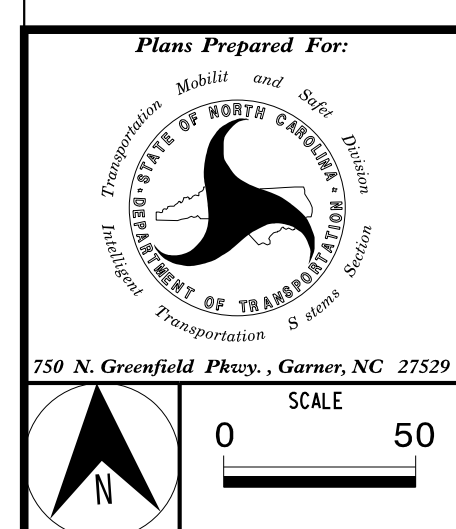 Plans Prepared For:
Transportation Mobilit and Safet Division
STATE OF NORTH CAROLINA
DEPARTMENT OF TRANSPORTATION
Intelligent Transportation S stems Section
750 N. Greenfield Pkwy. , Garner, NC 27529
SCALE
0 50
N